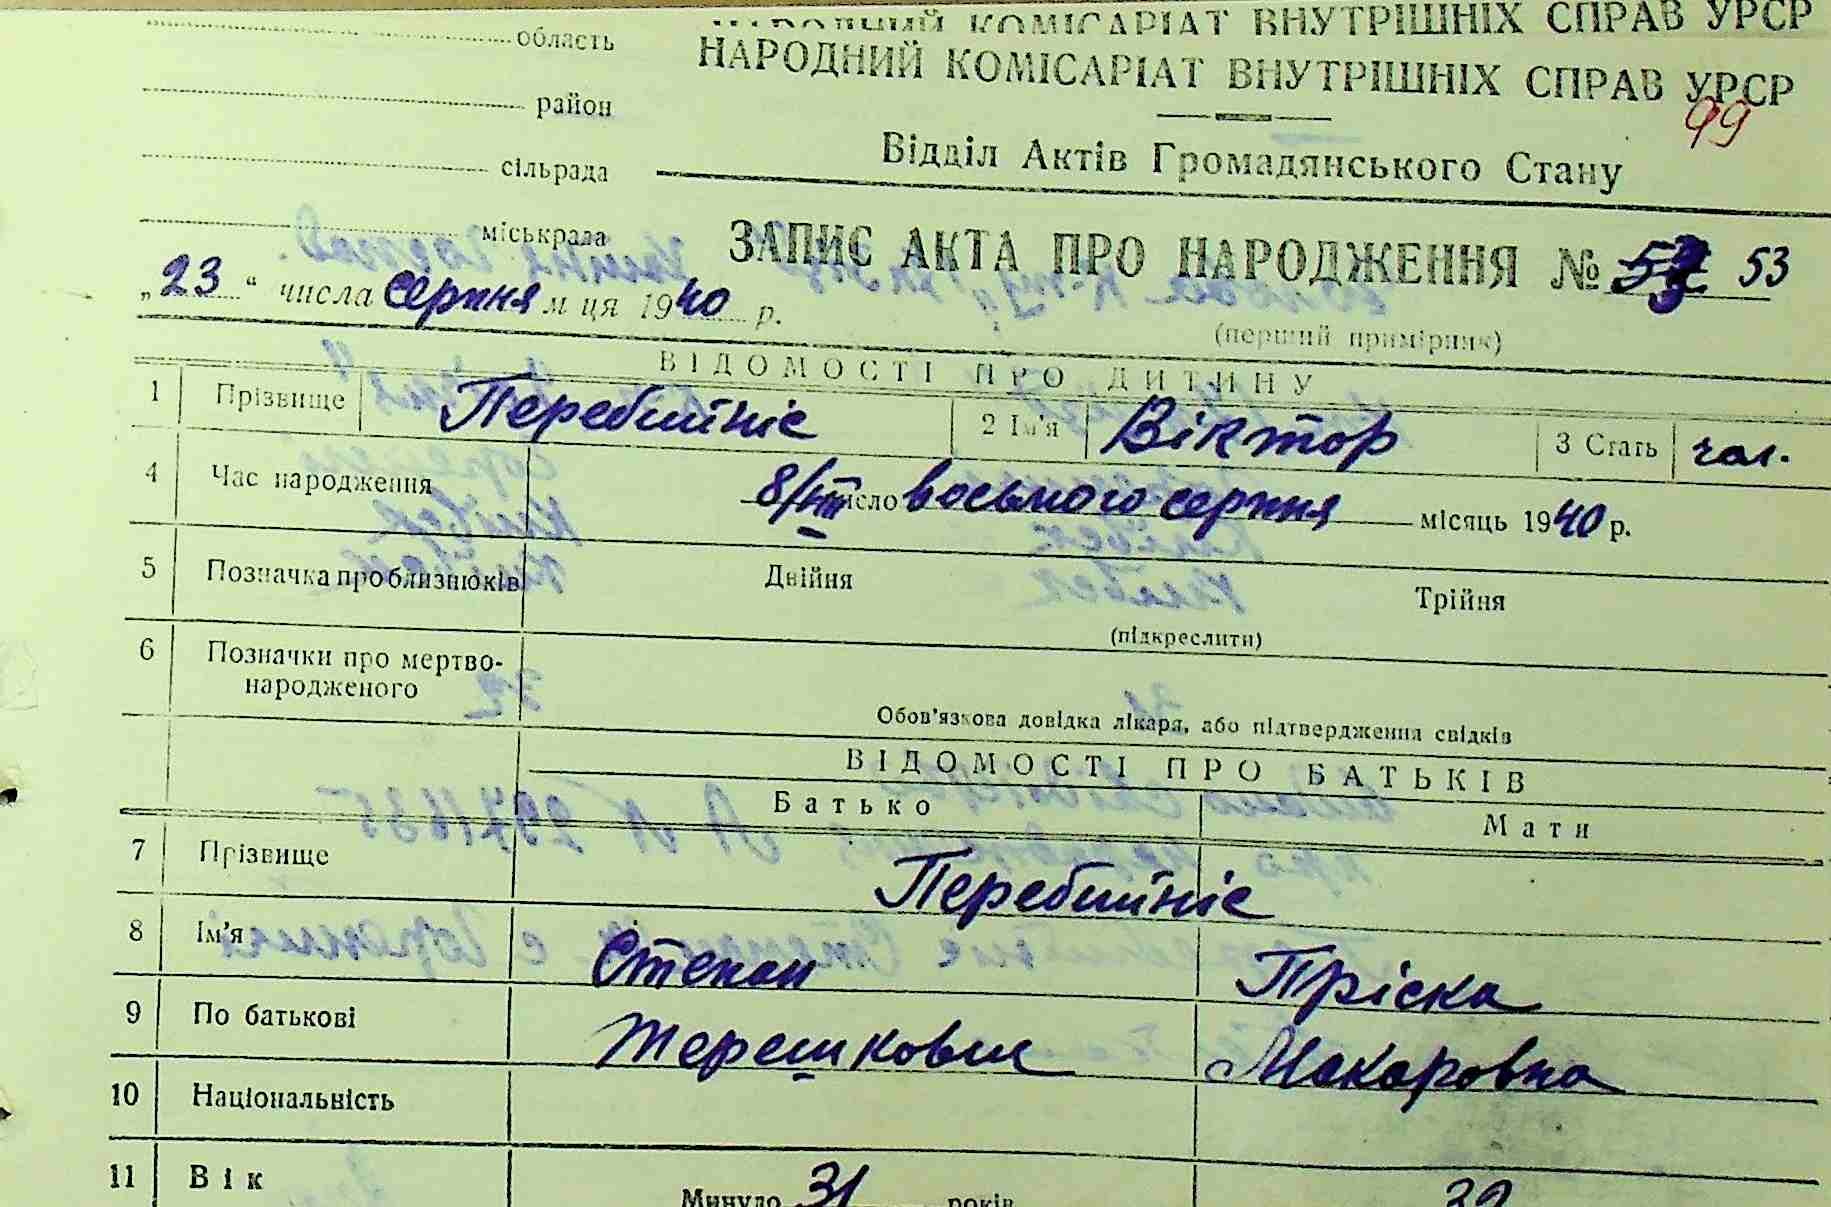 НАРОДНИЙ КОМІСАРІАТ ВНУТРІШНІХ СПРАВ УРСР
область
НАРОДНИЙ КОМІСАРІАТ ВНУТРІШНІХ СПРАВ УРСР
район
99
Відділ Актів Громадянського Стану
сільрада
міськрада
ЗАПИС АКТА ПРО НАРОДЖЕННЯ № 53
„23“ числа серпня м ця 1940 р.
(перший примірник)
ВІДОМОСТІ ПРО ДИТИНУ
1 Прізвище Перебийніс 2 Ім'я Віктор 3 Стать чол.
4 Час народження 8/VIII число восьмого серпня місяць 1940 р.
5 Позначка про близнюків Двійня Трійня
(підкреслити)
6 Позначки про мертво-
народженого
Обов'язкова довідка лікаря, або підтвердження свідків
ВІДОМОСТІ ПРО БАТЬКІВ
Батько Мати
7 Прізвище Перебийніс
8 Ім'я Степан Пріска
9 По батькові Терешкович Макаровна
10 Національність
11 Вік Минуло 31 років 32